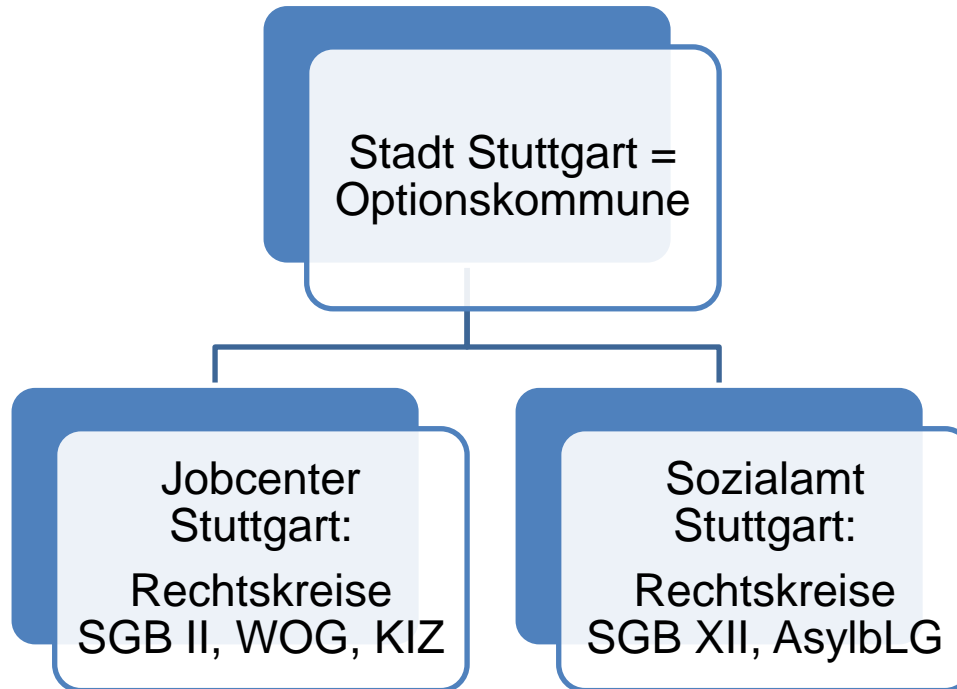 Stadt Stuttgart =
Optionskommune
Jobcenter
Stuttgart:
Rechtskreise
SGB II, WOG, KIZ
Sozialamt
Stuttgart:
Rechtskreise
SGB XII, AsylbLG